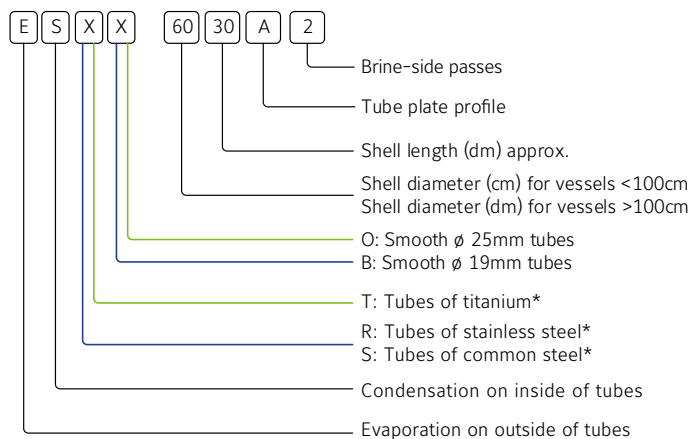 E S X X 60 30 A 2
Brine-side passes
Tube plate profile
Shell length (dm) approx.
Shell diameter (cm) for vessels <100cm
Shell diameter (dm) for vessels >100cm
O: Smooth ø 25mm tubes
B: Smooth ø 19mm tubes
T: Tubes of titanium*
R: Tubes of stainless steel*
S: Tubes of common steel*
Condensation on inside of tubes
Evaporation on outside of tubes